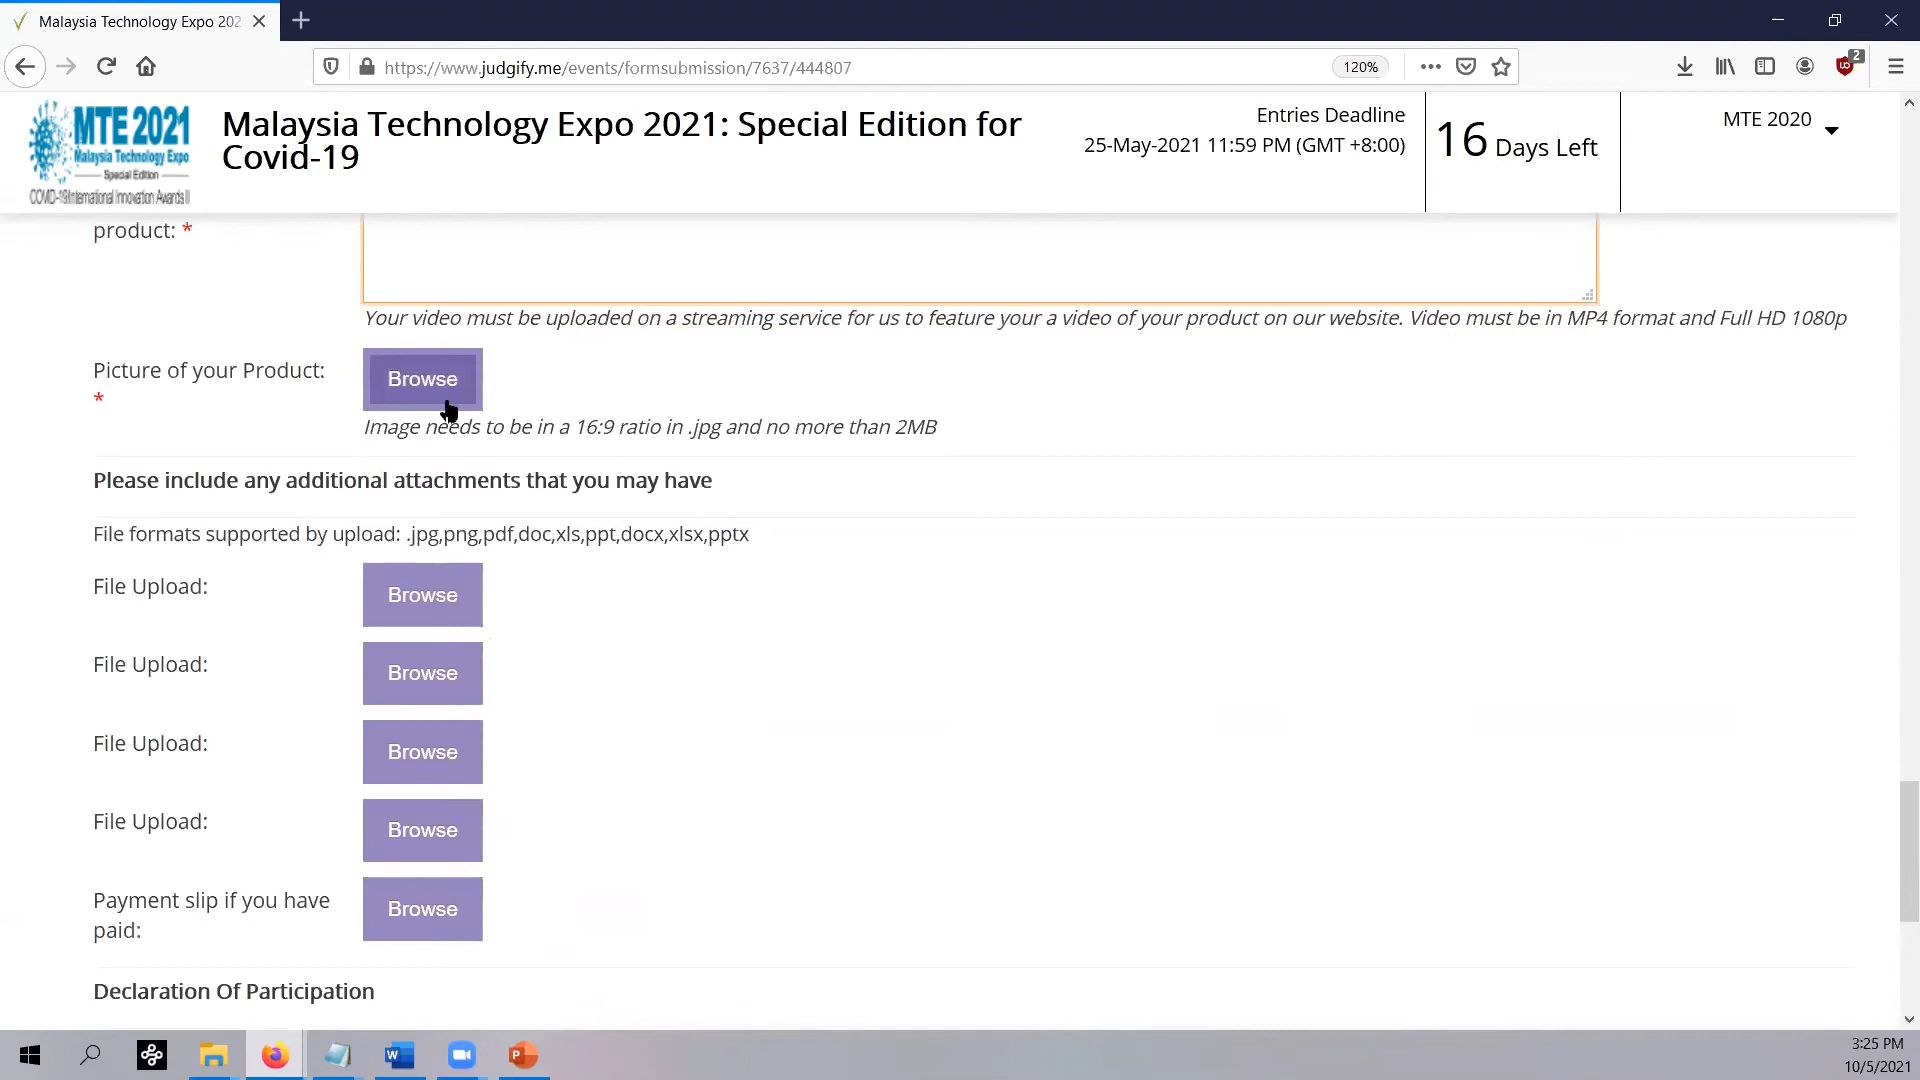 Malaysia Technology Expo 202
https://www.judgify.me/events/formsubmission/7637/444807
120%
2
MTE 2021
Malaysia Technology Expo
Special Edition
COVID-19 International Innovation Awards II
Malaysia Technology Expo 2021: Special Edition for
Covid-19
Entries Deadline
25-May-2021 11:59 PM (GMT +8:00)
16 Days Left
MTE 2020
product: *
Your video must be uploaded on a streaming service for us to feature your a video of your product on our website. Video must be in MP4 format and Full HD 1080p
Picture of your Product:
*
Browse
Image needs to be in a 16:9 ratio in .jpg and no more than 2MB
Please include any additional attachments that you may have
File formats supported by upload: .jpg,png,pdf,doc,xls,ppt,docx,xlsx,pptx
File Upload:
Browse
File Upload:
Browse
File Upload:
Browse
File Upload:
Browse
Payment slip if you have
paid:
Browse
Declaration Of Participation
3:25 PM
10/5/2021